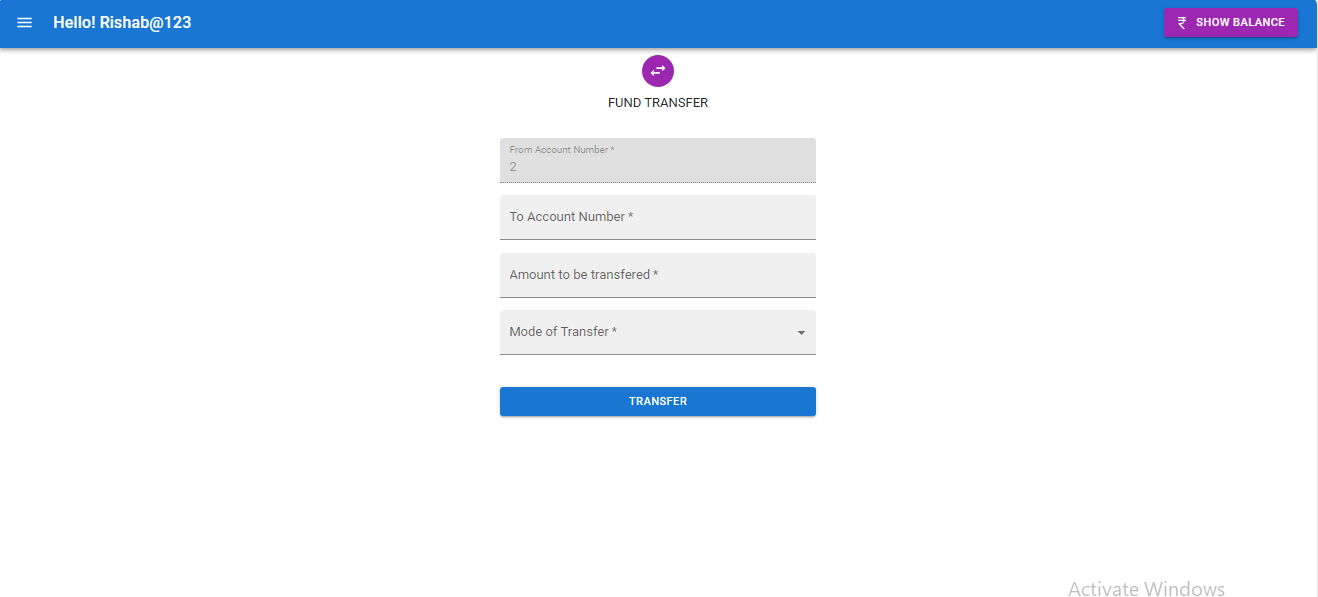 Hello! Rishab@123
₹ SHOW BALANCE
FUND TRANSFER
From Account Number *
2
To Account Number *
Amount to be transfered *
Mode of Transfer *
TRANSFER
Activate Windows